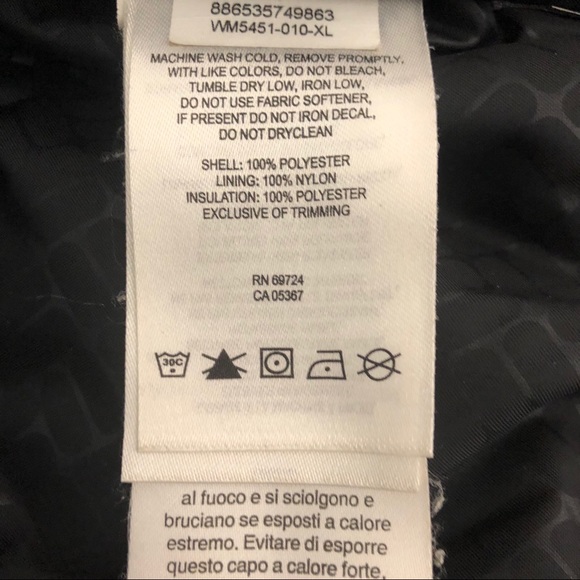 886535749863
WM5451-010-XL
MACHINE WASH COLD, REMOVE PROMPTLY,
WITH LIKE COLORS, DO NOT BLEACH,
TUMBLE DRY LOW, IRON LOW,
DO NOT USE FABRIC SOFTENER,
IF PRESENT DO NOT IRON DECAL,
DO NOT DRYCLEAN
SHELL: 100% POLYESTER
LINING: 100% NYLON
INSULATION: 100% POLYESTER
EXCLUSIVE OF TRIMMING
RN 69724
CA 05367
30C
al fuoco e si sciolgono e
bruciano se esposti a calore
estremo. Evitare di esporre
questo capo a calore forte,